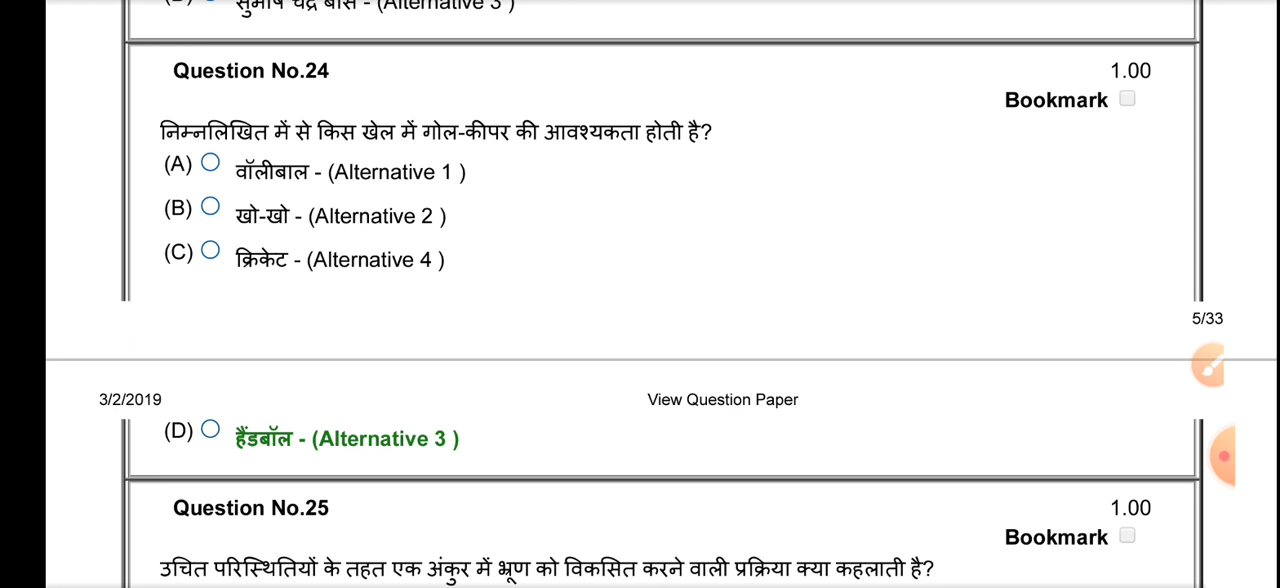 सुभाष चंद्र बोस - (Alternative 3 )
Question No.24 1.00
Bookmark
निम्नलिखित में से किस खेल में गोल-कीपर की आवश्यकता होती है?
(A) वॉलीबाल - (Alternative 1 )
(B) खो-खो - (Alternative 2 )
(C) क्रिकेट - (Alternative 4 )
5/33
3/2/2019 View Question Paper
(D) हैंडबॉल - (Alternative 3 )
Question No.25 1.00
Bookmark
उचित परिस्थितियों के तहत एक अंकुर में भ्रूण को विकसित करने वाली प्रक्रिया क्या कहलाती है?